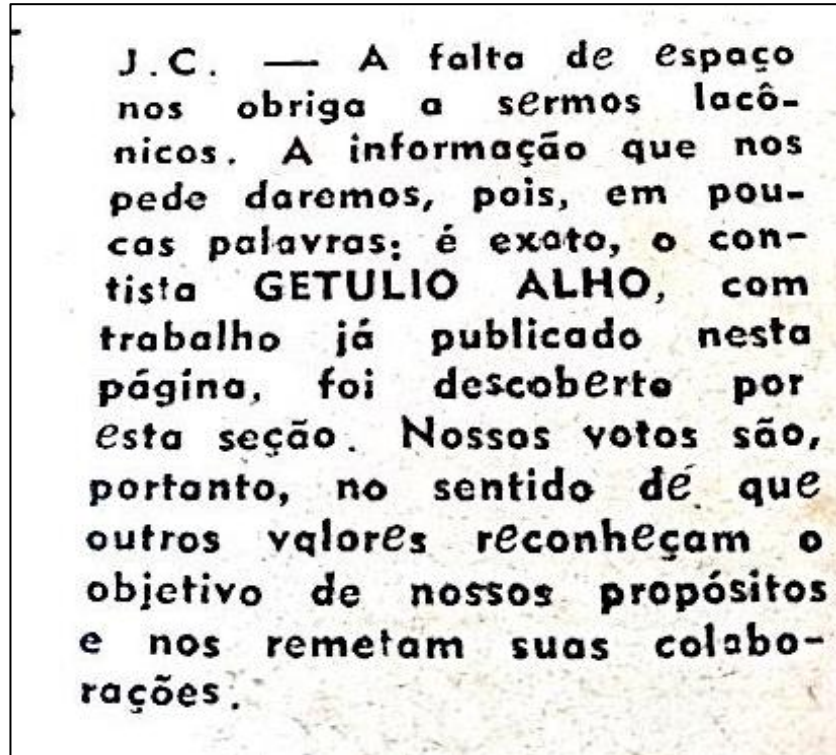 J.C. — A falta de espaço
nos obriga a sermos lacô-
nicos. A informação que nos
pede daremos, pois, em pou-
cas palavras: é exato, o con-
tista GETULIO ALHO, com
trabalho já publicado nesta
página, foi descoberto por
esta seção. Nossos votos são,
portanto, no sentido de que
outros valores reconheçam o
objetivo de nossos propósitos
e nos remetam suas colabo-
rações.